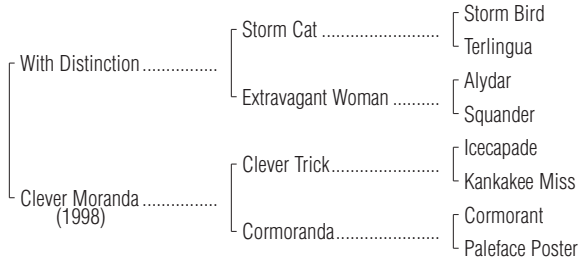 Storm Bird
Storm Cat ..........................
Terlingua
With Distinction ................
Alydar
Extravagant Woman ..........
Squander
Icecapade
Clever Trick........................
Kankakee Miss
Clever Moranda ................
(1998)
Cormorant
Cormoranda.......................
Paleface Poster